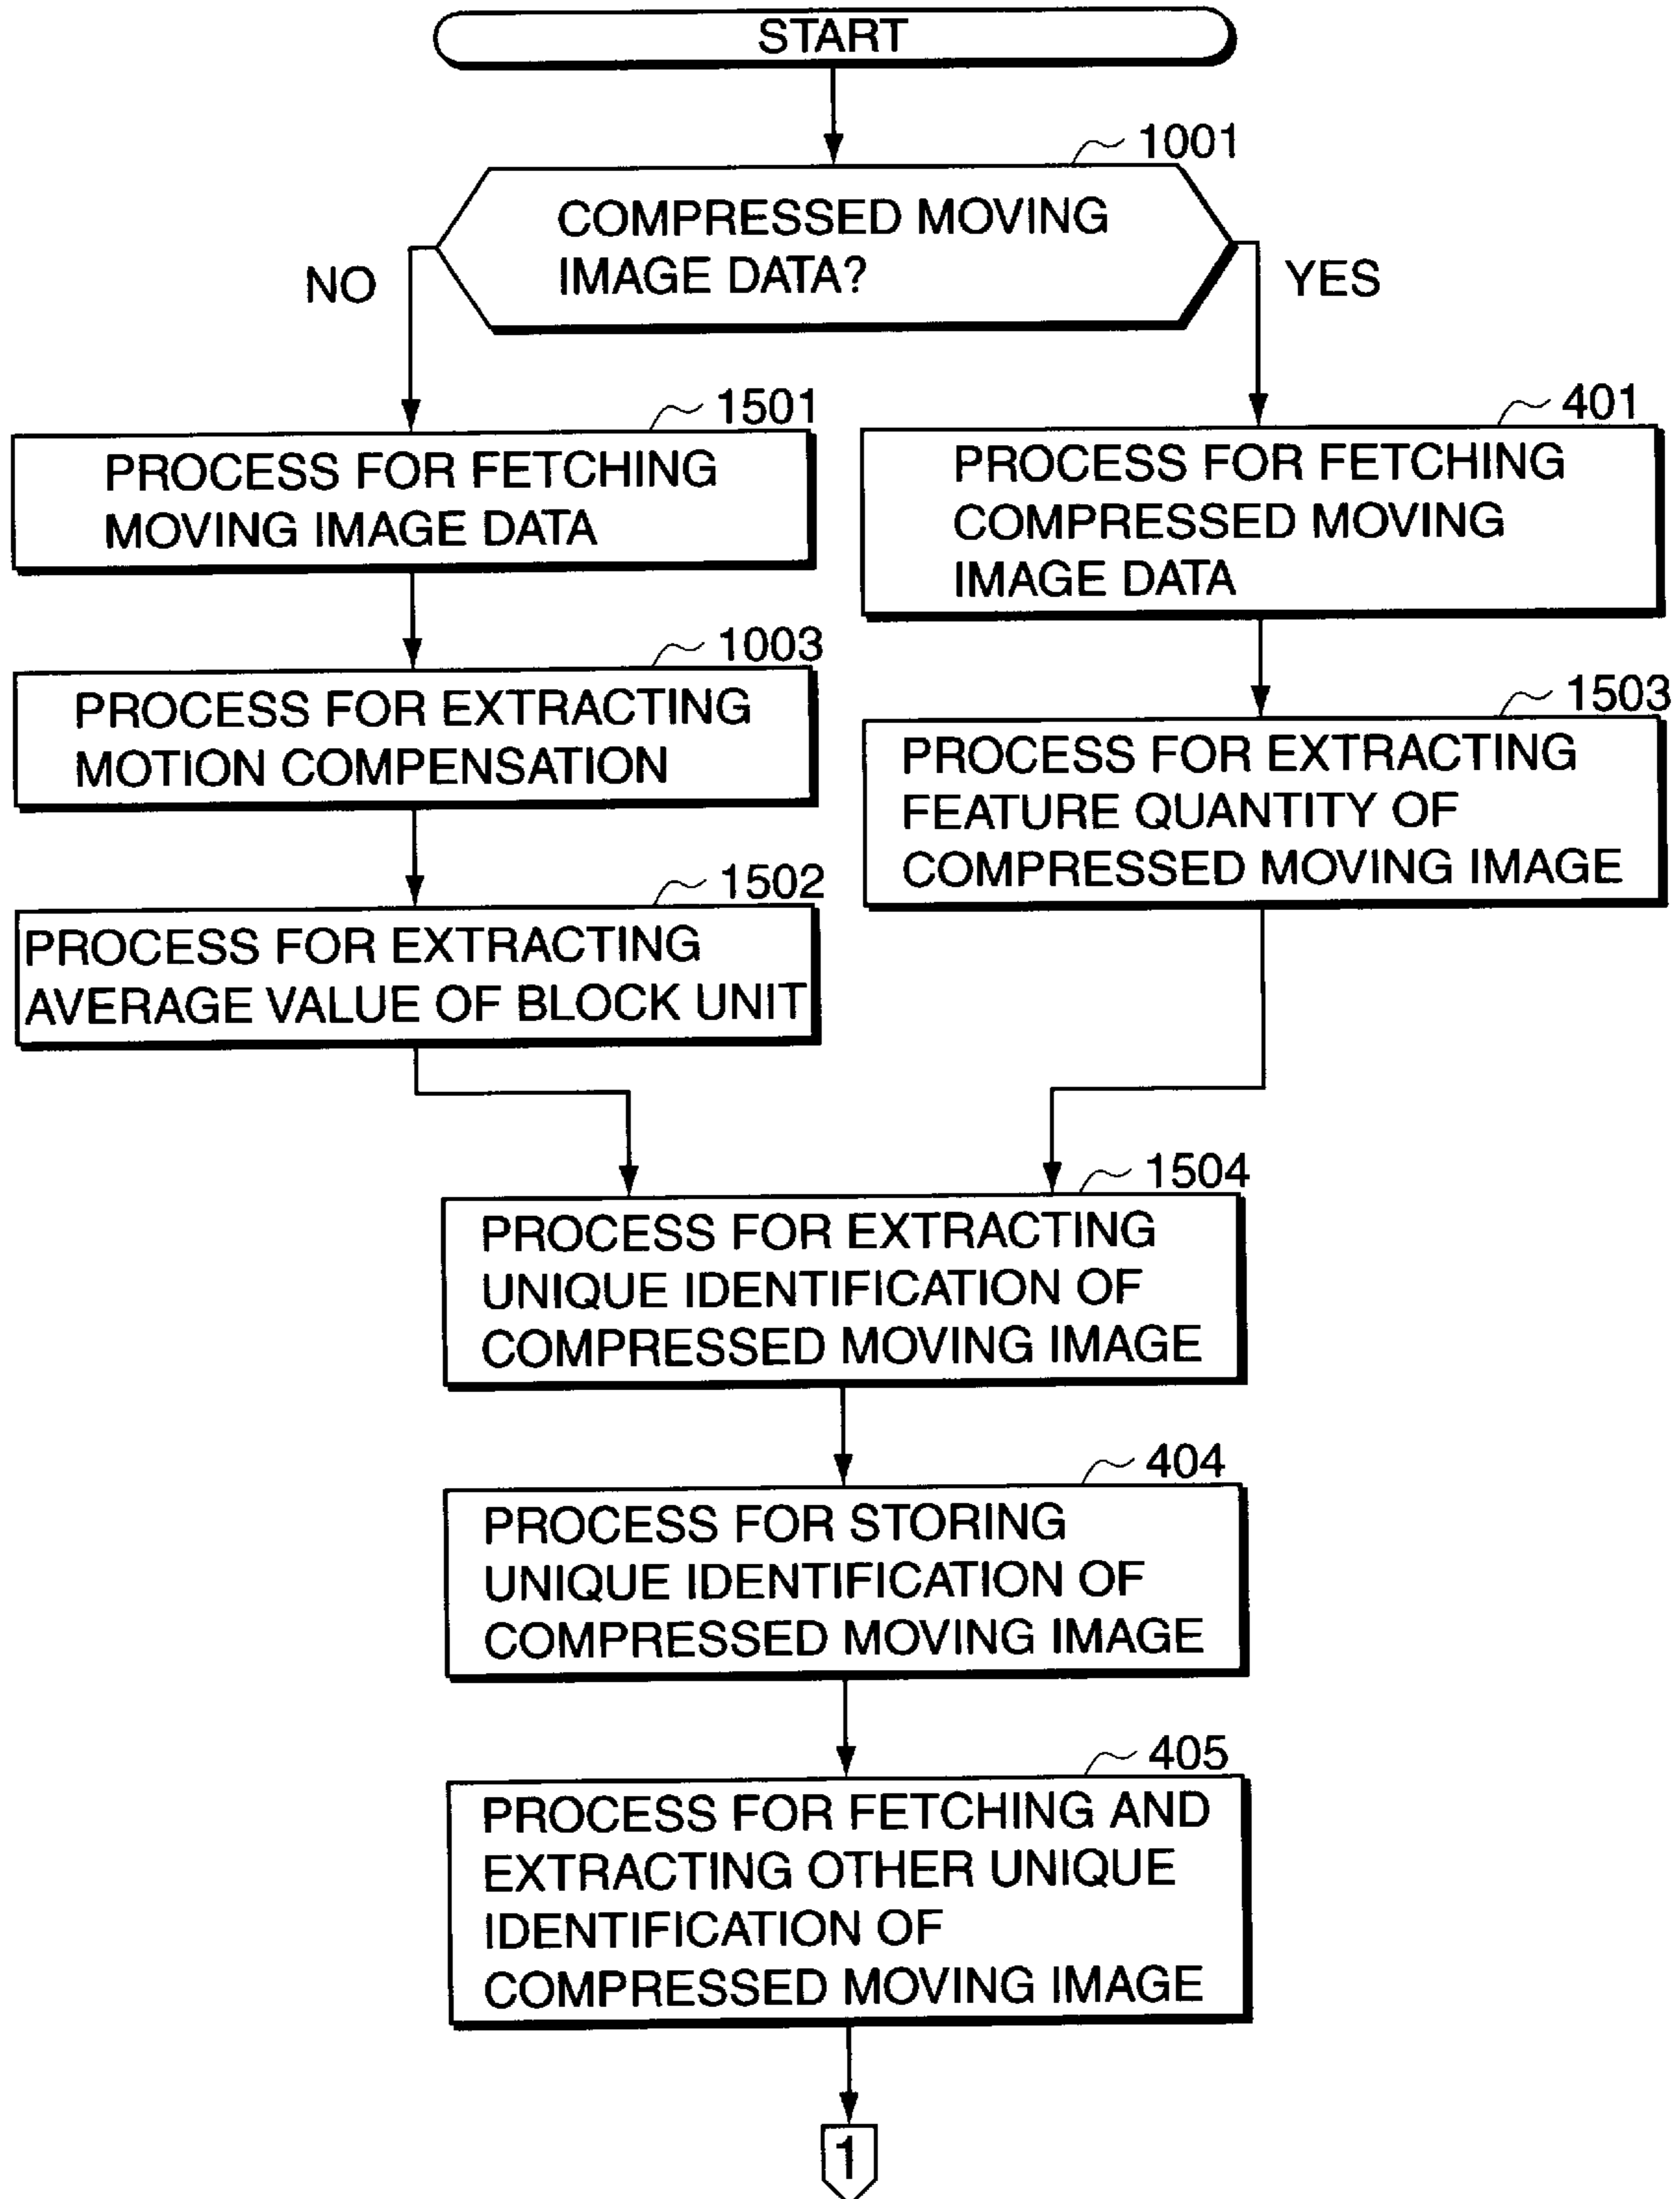 START
1001
COMPRESSED MOVING
IMAGE DATA?
NO
YES
1501
PROCESS FOR FETCHING
MOVING IMAGE DATA
401
PROCESS FOR FETCHING
COMPRESSED MOVING
IMAGE DATA
1003
PROCESS FOR EXTRACTING
MOTION COMPENSATION
1503
PROCESS FOR EXTRACTING
FEATURE QUANTITY OF
COMPRESSED MOVING IMAGE
1502
PROCESS FOR EXTRACTING
AVERAGE VALUE OF BLOCK UNIT
1504
PROCESS FOR EXTRACTING
UNIQUE IDENTIFICATION OF
COMPRESSED MOVING IMAGE
404
PROCESS FOR STORING
UNIQUE IDENTIFICATION OF
COMPRESSED MOVING IMAGE
405
PROCESS FOR FETCHING AND
EXTRACTING OTHER UNIQUE
IDENTIFICATION OF
COMPRESSED MOVING IMAGE
1